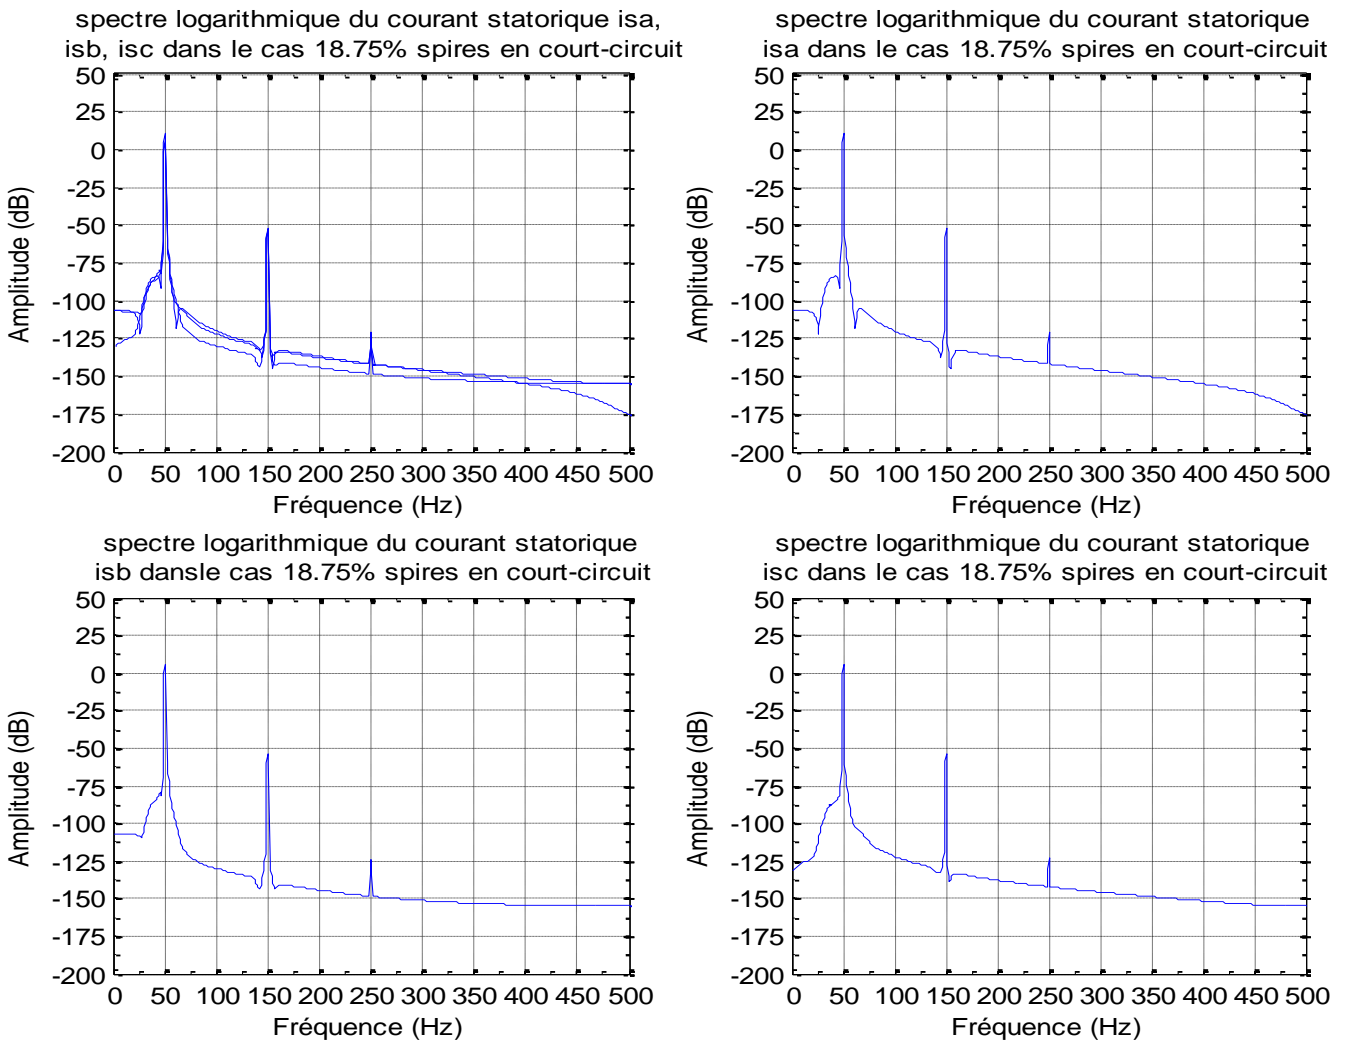 spectre logarithmique du courant statorique isa,
isb, isc dans le cas 18.75% spires en court-circuit
50
25
0
-25
-50
-75
-100
-125
-150
-175
-200
Amplitude (dB)
0 50 100 150 200 250 300 350 400 450 500
Fréquence (Hz)
spectre logarithmique du courant statorique
isa dans le cas 18.75% spires en court-circuit
50
25
0
-25
-50
-75
-100
-125
-150
-175
-200
Amplitude (dB)
0 50 100 150 200 250 300 350 400 450 500
Fréquence (Hz)
spectre logarithmique du courant statorique
isb dansle cas 18.75% spires en court-circuit
50
25
0
-25
-50
-75
-100
-125
-150
-175
-200
Amplitude (dB)
0 50 100 150 200 250 300 350 400 450 500
Fréquence (Hz)
spectre logarithmique du courant statorique
isc dans le cas 18.75% spires en court-circuit
50
25
0
-25
-50
-75
-100
-125
-150
-175
-200
Amplitude (dB)
0 50 100 150 200 250 300 350 400 450 500
Fréquence (Hz)